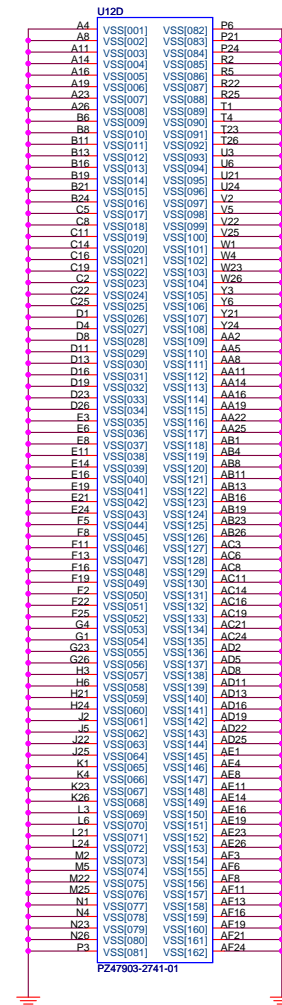 U12D
A4 VSS[001] VSS[082] P6
A8 VSS[002] VSS[083] P21
A11 VSS[003] VSS[084] P24
A14 VSS[004] VSS[085] R2
A16 VSS[005] VSS[086] R5
A19 VSS[006] VSS[087] R22
A23 VSS[007] VSS[088] R25
A26 VSS[008] VSS[089] T1
B6 VSS[009] VSS[090] T4
B8 VSS[010] VSS[091] T23
B11 VSS[011] VSS[092] T26
B13 VSS[012] VSS[093] U3
B16 VSS[013] VSS[094] U6
B19 VSS[014] VSS[095] U21
B21 VSS[015] VSS[096] U24
B24 VSS[016] VSS[097] V2
C5 VSS[017] VSS[098] V5
C8 VSS[018] VSS[099] V22
C11 VSS[019] VSS[100] V25
C14 VSS[020] VSS[101] W1
C16 VSS[021] VSS[102] W4
C19 VSS[022] VSS[103] W23
C2 VSS[023] VSS[104] W26
C22 VSS[024] VSS[105] Y3
C25 VSS[025] VSS[106] Y6
D1 VSS[026] VSS[107] Y21
D4 VSS[027] VSS[108] Y24
D8 VSS[028] VSS[109] AA2
D11 VSS[029] VSS[110] AA5
D13 VSS[030] VSS[111] AA8
D16 VSS[031] VSS[112] AA11
D19 VSS[032] VSS[113] AA14
D23 VSS[033] VSS[114] AA16
D26 VSS[034] VSS[115] AA19
E3 VSS[035] VSS[116] AA22
E6 VSS[036] VSS[117] AA25
E8 VSS[037] VSS[118] AB1
E11 VSS[038] VSS[119] AB4
E14 VSS[039] VSS[120] AB8
E16 VSS[040] VSS[121] AB11
E19 VSS[041] VSS[122] AB13
E21 VSS[042] VSS[123] AB16
E24 VSS[043] VSS[124] AB19
F5 VSS[044] VSS[125] AB23
F8 VSS[045] VSS[126] AB26
F11 VSS[046] VSS[127] AC3
F13 VSS[047] VSS[128] AC6
F16 VSS[048] VSS[129] AC8
F19 VSS[049] VSS[130] AC11
F2 VSS[050] VSS[131] AC14
F22 VSS[051] VSS[132] AC16
F25 VSS[052] VSS[133] AC19
G4 VSS[053] VSS[134] AC21
G1 VSS[054] VSS[135] AC24
G23 VSS[055] VSS[136] AD2
G26 VSS[056] VSS[137] AD5
H3 VSS[057] VSS[138] AD8
H6 VSS[058] VSS[139] AD11
H21 VSS[059] VSS[140] AD13
H24 VSS[060] VSS[141] AD16
J2 VSS[061] VSS[142] AD19
J5 VSS[062] VSS[143] AD22
J22 VSS[063] VSS[144] AD25
J25 VSS[064] VSS[145] AE1
K1 VSS[065] VSS[146] AE4
K4 VSS[066] VSS[147] AE8
K23 VSS[067] VSS[148] AE11
K26 VSS[068] VSS[149] AE14
L3 VSS[069] VSS[150] AE16
L6 VSS[070] VSS[151] AE19
L21 VSS[071] VSS[152] AE23
L24 VSS[072] VSS[153] AE26
M2 VSS[073] VSS[154] AF3
M5 VSS[074] VSS[155] AF6
M22 VSS[075] VSS[156] AF8
M25 VSS[076] VSS[157] AF11
N1 VSS[077] VSS[158] AF13
N4 VSS[078] VSS[159] AF16
N23 VSS[079] VSS[160] AF19
N26 VSS[080] VSS[161] AF21
P3 VSS[081] VSS[162] AF24
PZ47903-2741-01